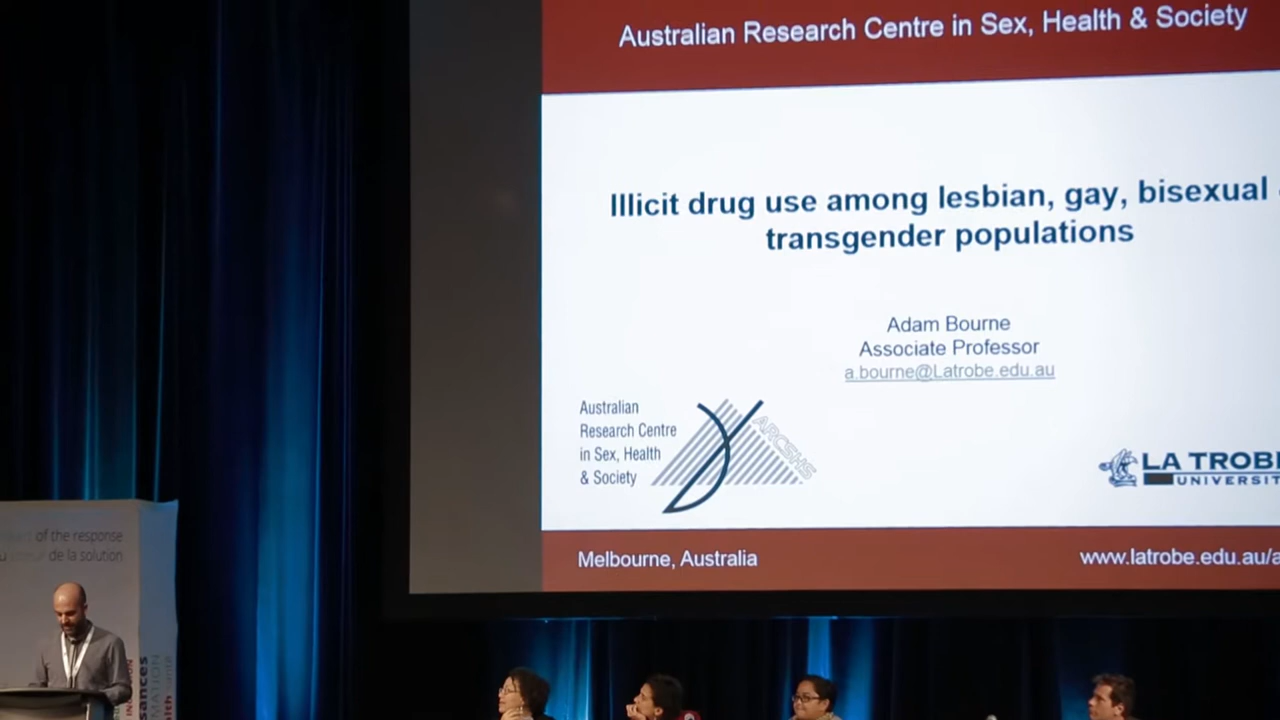 Australian Research Centre in Sex, Health & Society
Illicit drug use among lesbian, gay, bisexual
transgender populations
Adam Bourne
Associate Professor
a.bourne@Latrobe.edu.au
Australian
Research Centre
in Sex, Health
& Society
ARCSHS
LA TROBE
UNIVERSIT
Melbourne, Australia
www.latrobe.edu.au/a
of the response
de la solution